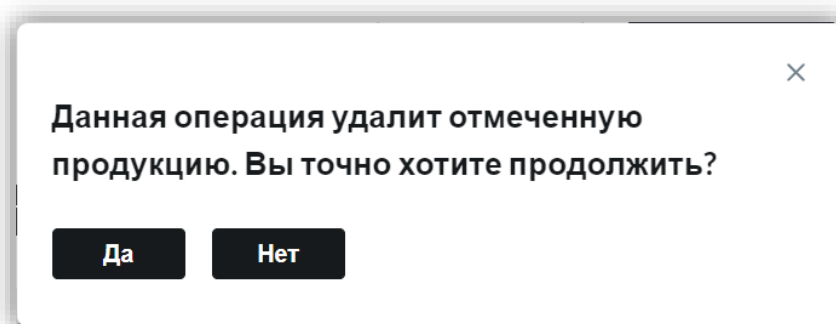 Данная операция удалит отмеченную
продукцию. Вы точно хотите продолжить?
Да
Нет